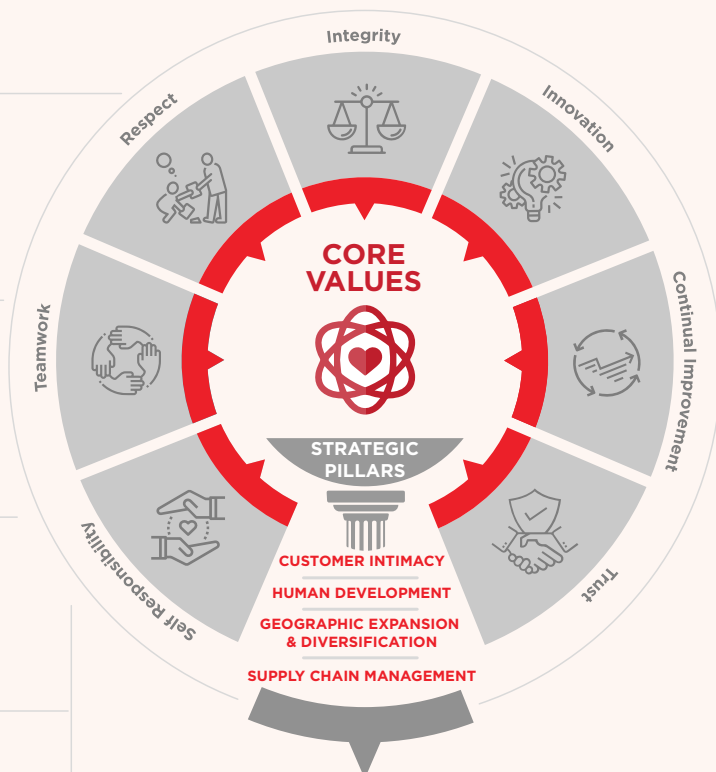 Integrity
Innovation
Continual Improvement
Trust
Self Responsibility
Teamwork
Respect
CORE
VALUES
STRATEGIC
PILLARS
CUSTOMER INTIMACY
HUMAN DEVELOPMENT
GEOGRAPHIC EXPANSION
& DIVERSIFICATION
SUPPLY CHAIN MANAGEMENT